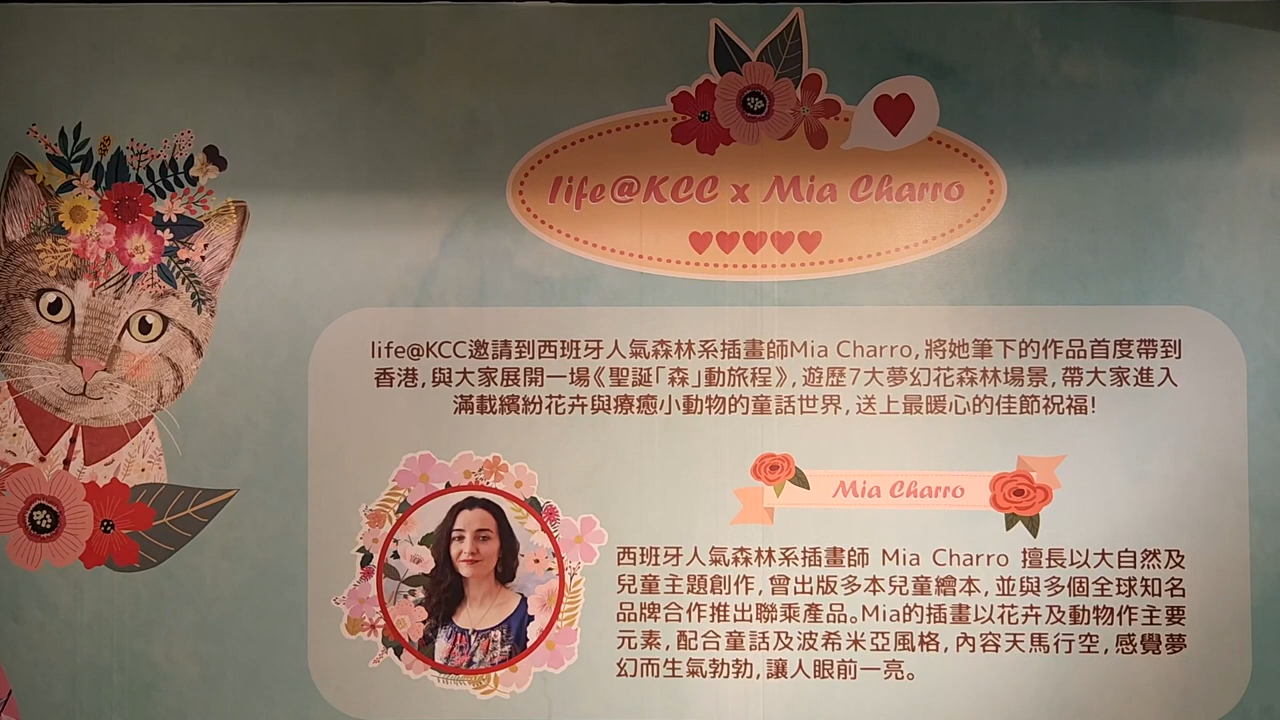 life@KCC x Mia Charro
life@KCC邀請到西班牙人氣森林系插畫師Mia Charro,將她筆下的作品首度帶到
香港,與大家展開一場《聖誕「森」動旅程》,遊歷7大夢幻花森林場景,帶大家進入
滿載繽紛花卉與療癒小動物的童話世界,送上最暖心的佳節祝福!
Mia Charro
西班牙人氣森林系插畫師 Mia Charro 擅長以大自然及
兒童主題創作,曾出版多本兒童繪本,並與多個全球知名
品牌合作推出聯乘產品。Mia的插畫以花卉及動物作主要
元素,配合童話及波希米亞風格,內容天馬行空,感覺夢
幻而生氣勃勃,讓人眼前一亮。